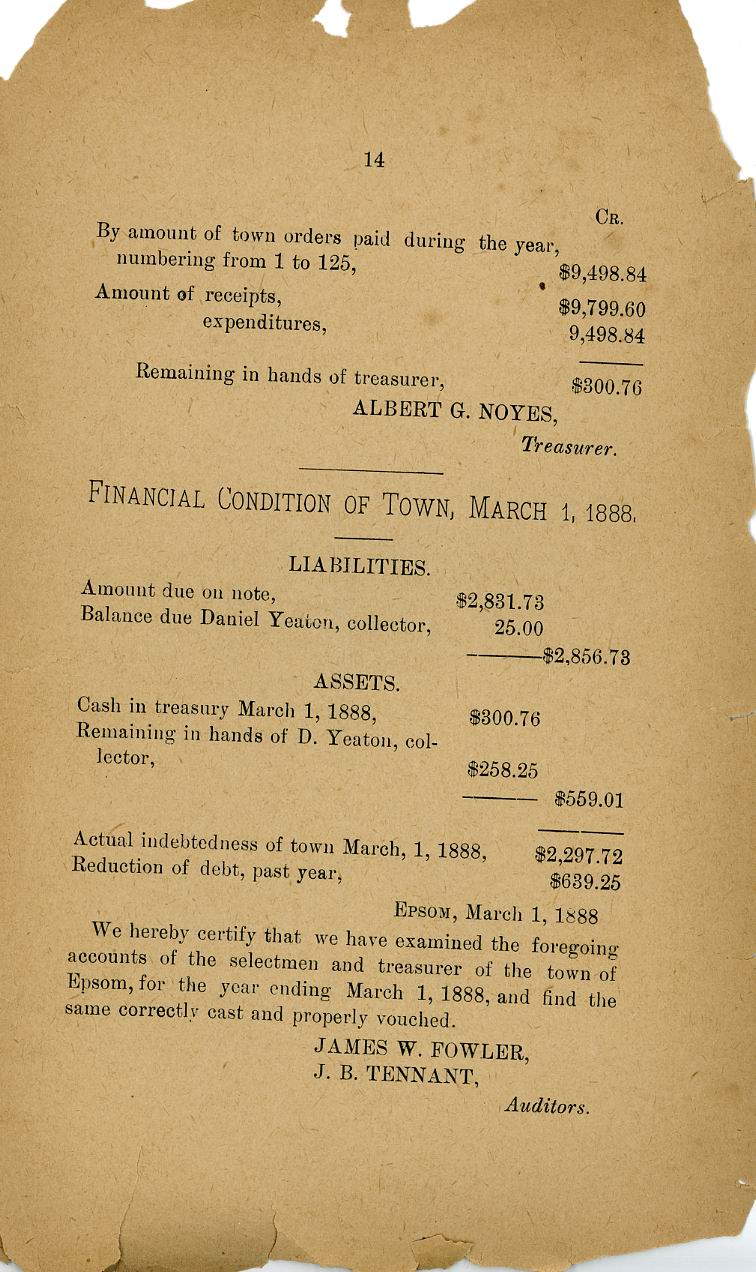 14
CR.
By amount of town orders paid during the year,
numbering from 1 to 125, $9,498.84
Amount of receipts, $9,799.60
expenditures, 9,498.84
Remaining in hands of treasurer, $300.76
ALBERT G. NOYES,
Treasurer.
FINANCIAL CONDITION OF TOWN, MARCH 1, 1888.
LIABILITIES.
Amount due on note, $2,831.73
Balance due Daniel Yeaton, collector, 25.00
$2,856.73
ASSETS.
Cash in treasury March 1, 1888, $300.76
Remaining in hands of D. Yeaton, col-
lector, $258.25
$559.01
Actual indebtedness of town March, 1, 1888, $2,297.72
Reduction of debt, past year, $639.25
EPSOM, March 1, 1888
We hereby certify that we have examined the foregoing
accounts of the selectmen and treasurer of the town of
Epsom, for the year ending March 1, 1888, and find the
same correctly cast and properly vouched.
JAMES W. FOWLER,
J. B. TENNANT,
Auditors.